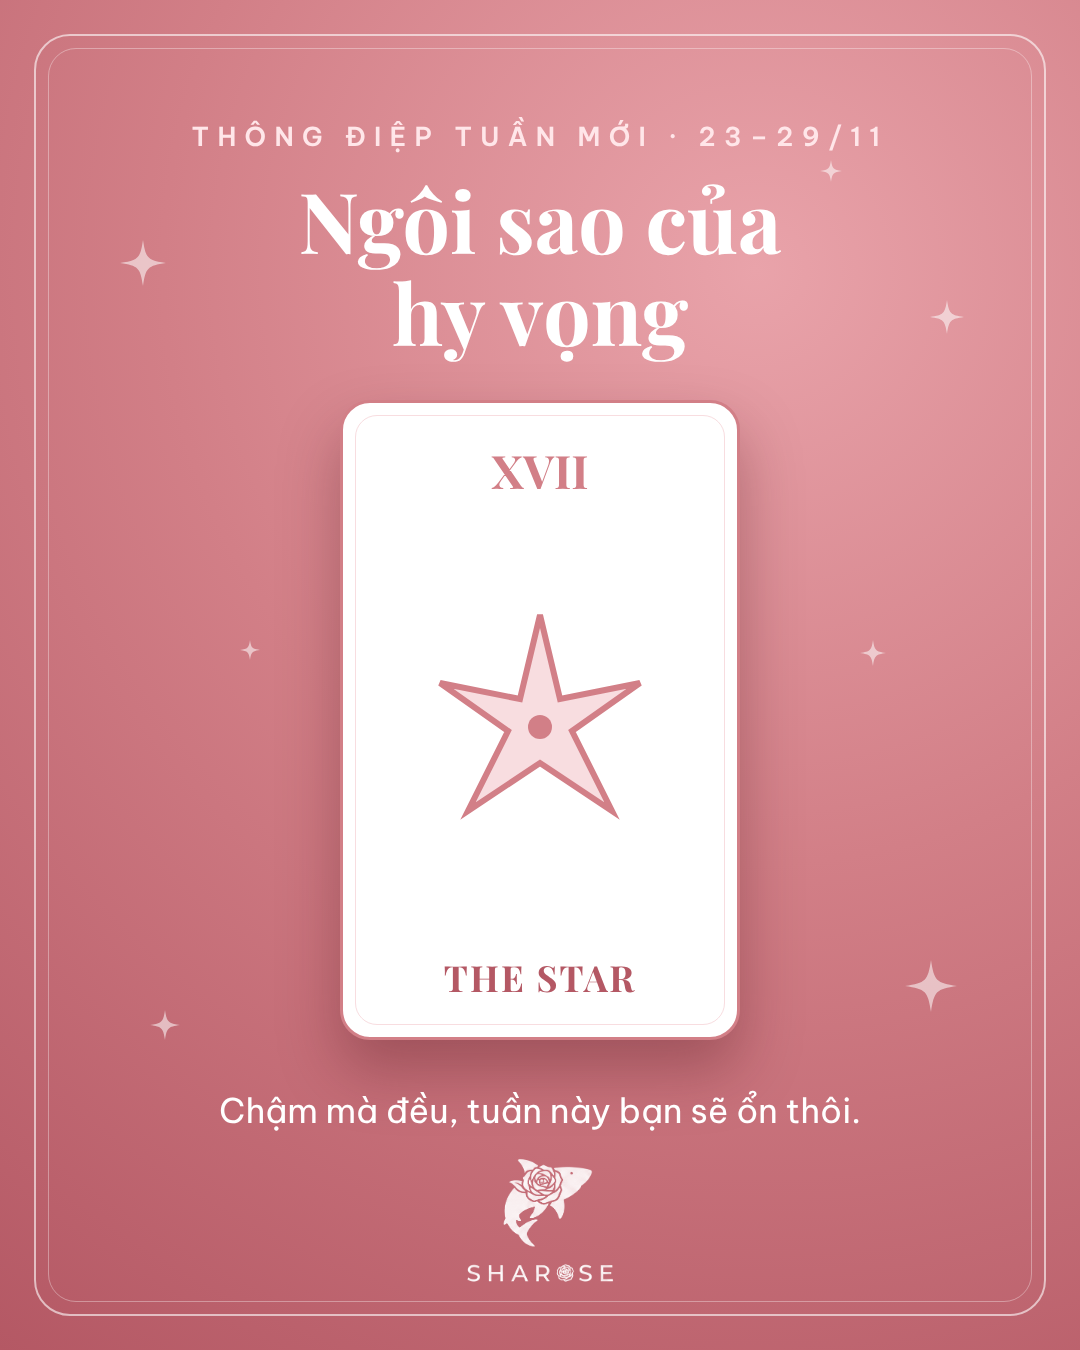 THÔNG ĐIỆP TUẦN MỚI · 23–29/11
Ngôi sao của
hy vọng
XVII
THE STAR
Chậm mà đều, tuần này bạn sẽ ổn thôi.
SHAROSE